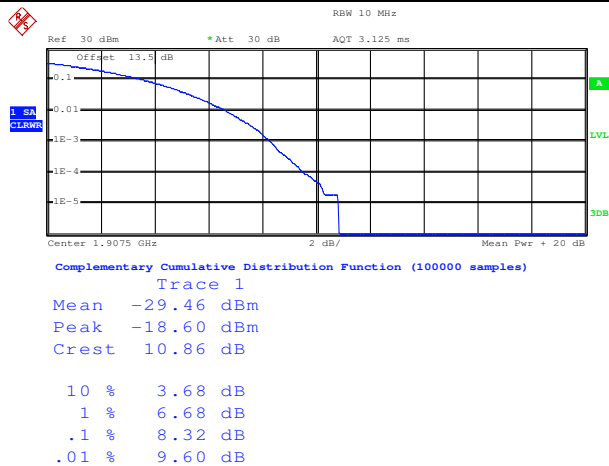 R S
RBW 10 MHz
Ref 30 dBm * Att 30 dB AQT 3.125 ms
Offset 13.5 dB
0.1
A
1 SA
0.01
CLRWR
LVL
1E-3
1E-4
1E-5
3DB
Center 1.9075 GHz 2 dB/ Mean Pwr + 20 dB
Complementary Cumulative Distribution Function (100000 samples)
Trace 1
Mean -29.46 dBm
Peak -18.60 dBm
Crest 10.86 dB
10 % 3.68 dB
1 % 6.68 dB
.1 % 8.32 dB
.01 % 9.60 dB